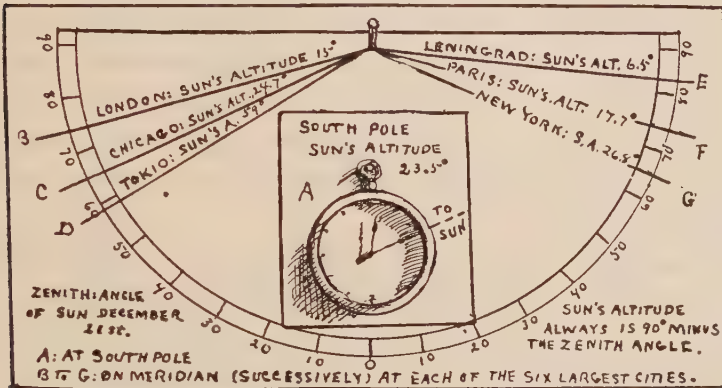 LONDON: SUN'S ALTITUDE 15°
CHICAGO: SUN'S ALT. 24.7°
TOKIO: SUN'S A. 59°
LENINGRAD: SUN'S ALT. 6.5°
PARIS: SUN'S. ALT. 17.7°
NEW YORK: S.A. 26.8°
B
C
D
E
F
G
90
80
70
60
50
40
30
20
10
0
10
20
30
40
50
60
70
80
90
SOUTH POLE
SUN'S ALTITUDE
23.5°
A
TO
SUN
ZENITH: ANGLE
OF SUN DECEMBER
21st.
A: AT SOUTH POLE
B TO G: ON MERIDIAN (SUCCESSIVELY) AT EACH OF THE SIX LARGEST CITIES.
SUN'S ALTITUDE
ALWAYS IS 90° MINUS
THE ZENITH ANGLE.